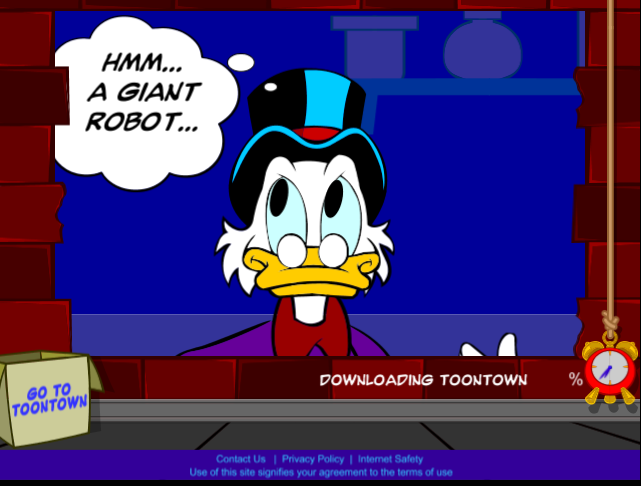 HMM...
A GIANT
ROBOT...
DOWNLOADING TOONTOWN %
GO TO
TOONTOWN
Contact Us | Privacy Policy | Internet Safety
Use of this site signifies your agreement to the terms of use